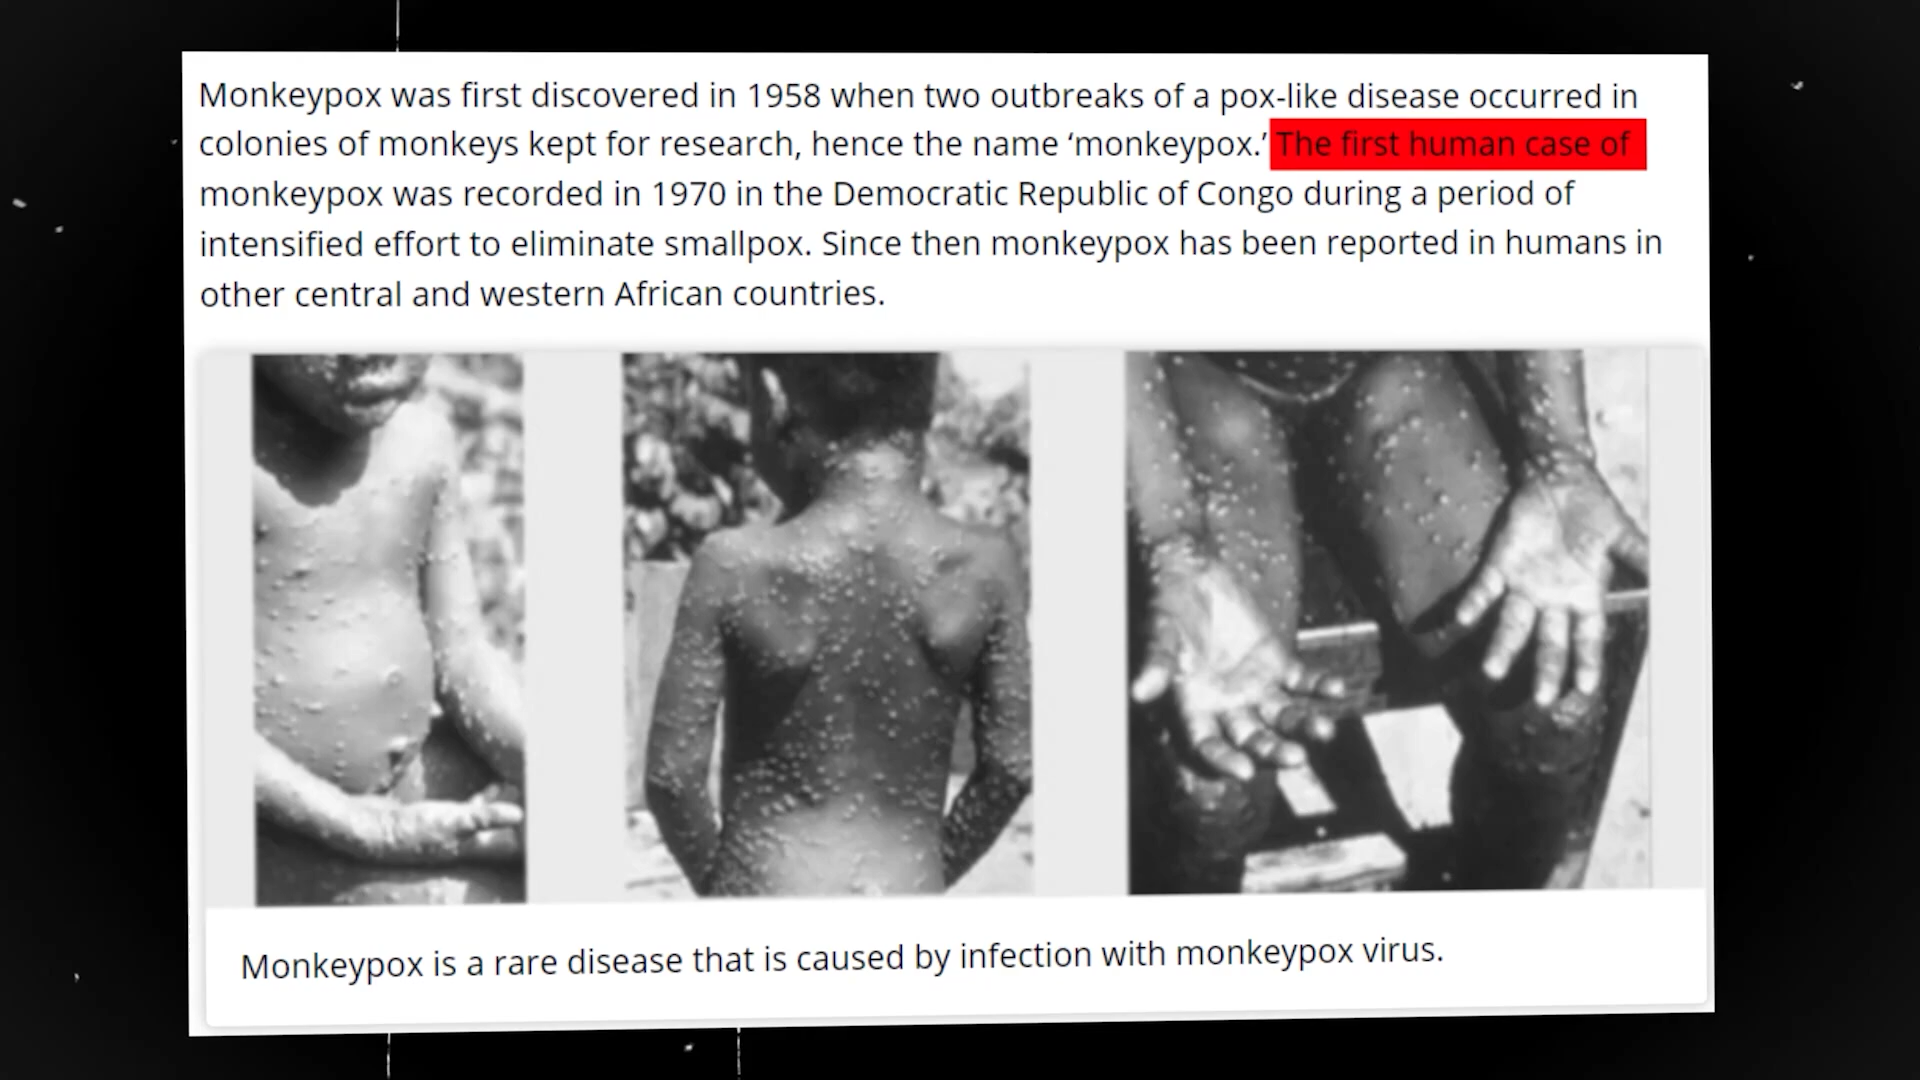 Monkeypox was first discovered in 1958 when two outbreaks of a pox-like disease occurred in
colonies of monkeys kept for research, hence the name ‘monkeypox.’ The first human case of
monkeypox was recorded in 1970 in the Democratic Republic of Congo during a period of
intensified effort to eliminate smallpox. Since then monkeypox has been reported in humans in
other central and western African countries.
Monkeypox is a rare disease that is caused by infection with monkeypox virus.